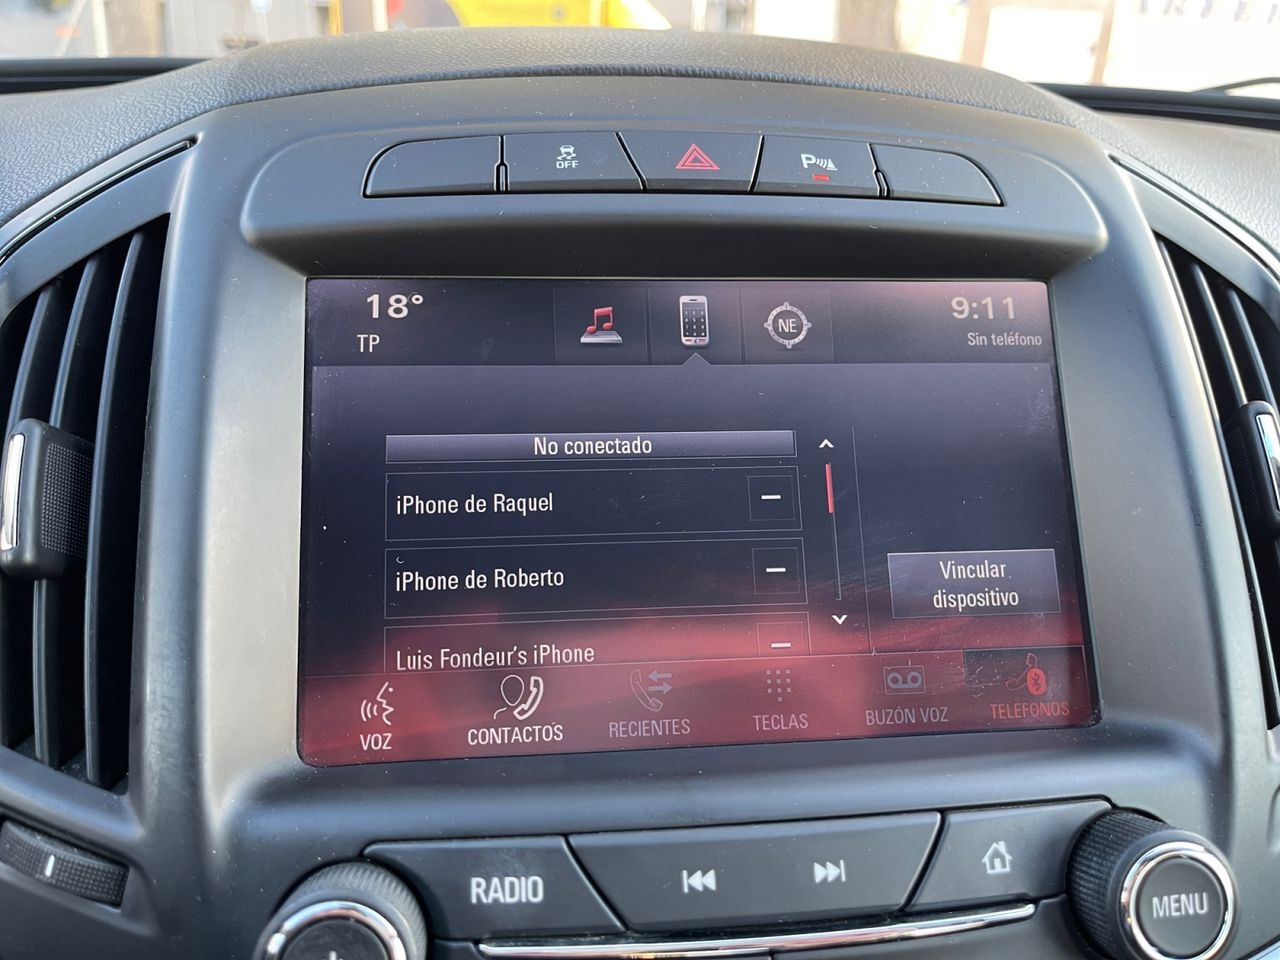 OFF
P
18°
TP
NE
9:11
Sin teléfono
No conectado
iPhone de Raquel
iPhone de Roberto
Luis Fondeur's iPhone
Vincular
dispositivo
VOZ
CONTACTOS
RECIENTES
TECLAS
BUZÓN VOZ
TELEFONOS
RADIO
MENU